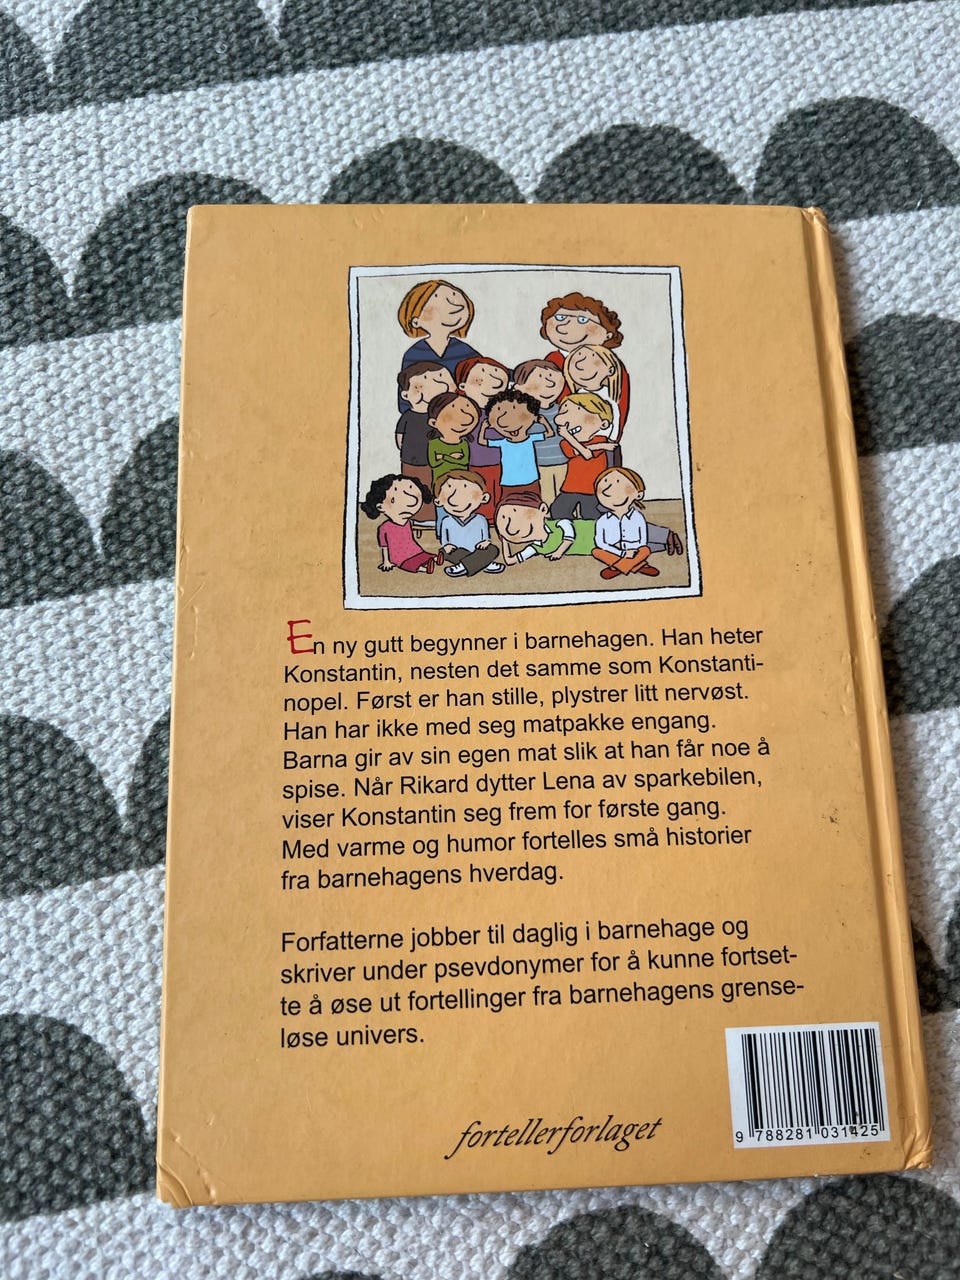 En ny gutt begynner i barnehagen. Han heter
Konstantin, nesten det samme som Konstanti-
nopel. Først er han stille, plystrer litt nervøst.
Han har ikke med seg matpakke engang.
Barna gir av sin egen mat slik at han får noe å
spise. Når Rikard dytter Lena av sparkebilen,
viser Konstantin seg frem for første gang.
Med varme og humor fortelles små historier
fra barnehagens hverdag.
Forfatterne jobber til daglig i barnehage og
skriver under psevdonymer for å kunne fortset-
te å øse ut fortellinger fra barnehagens grense-
løse univers.
fortellerforlaget
9 788281 031425